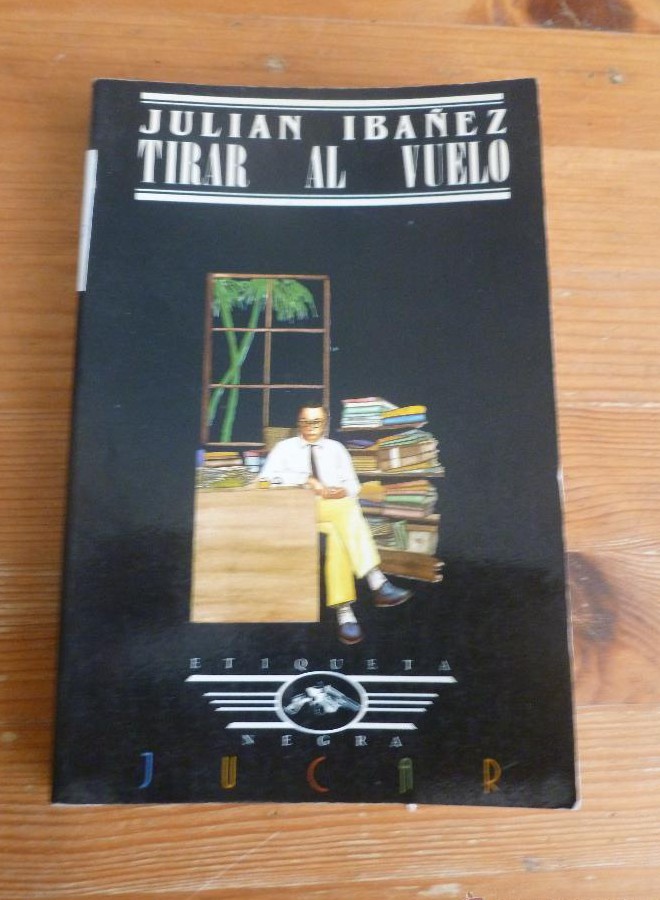 JULIAN IBAÑEZ
TIRAR AL VUELO
ETIQUETA
NEGRA
JUCAR